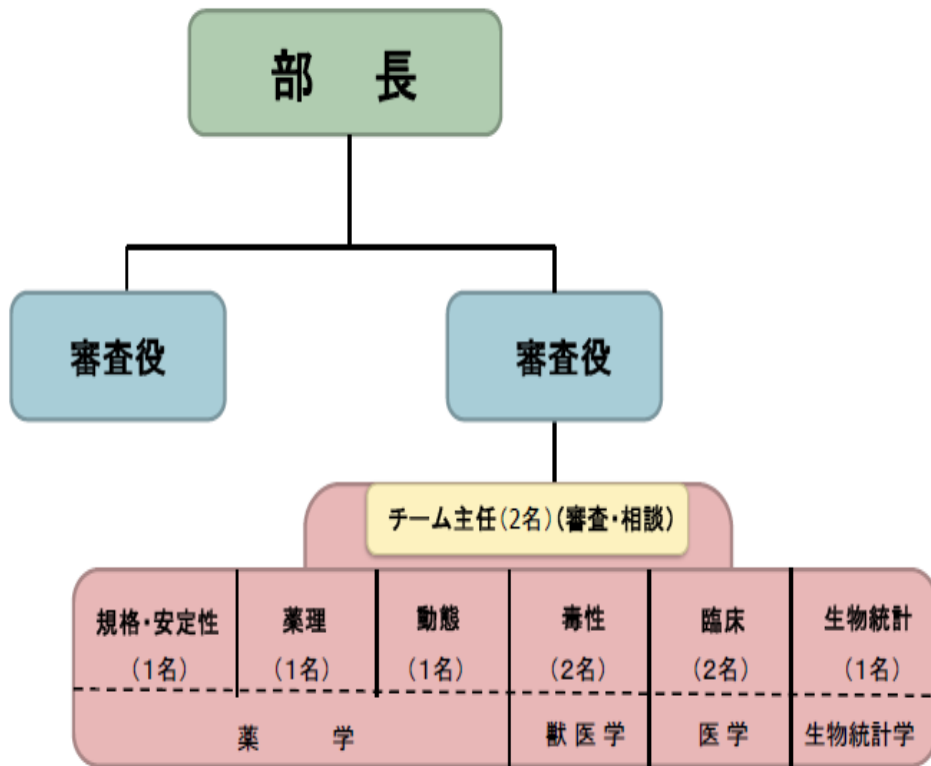 部 長
審査役 審査役
チーム主任(2名)(審査・相談)
規格・安定性 薬理 動態 毒性 臨床 生物統計
(1名) (1名) (1名) (2名) (2名) (1名)
薬 学 獣医学 医学 生物統計学